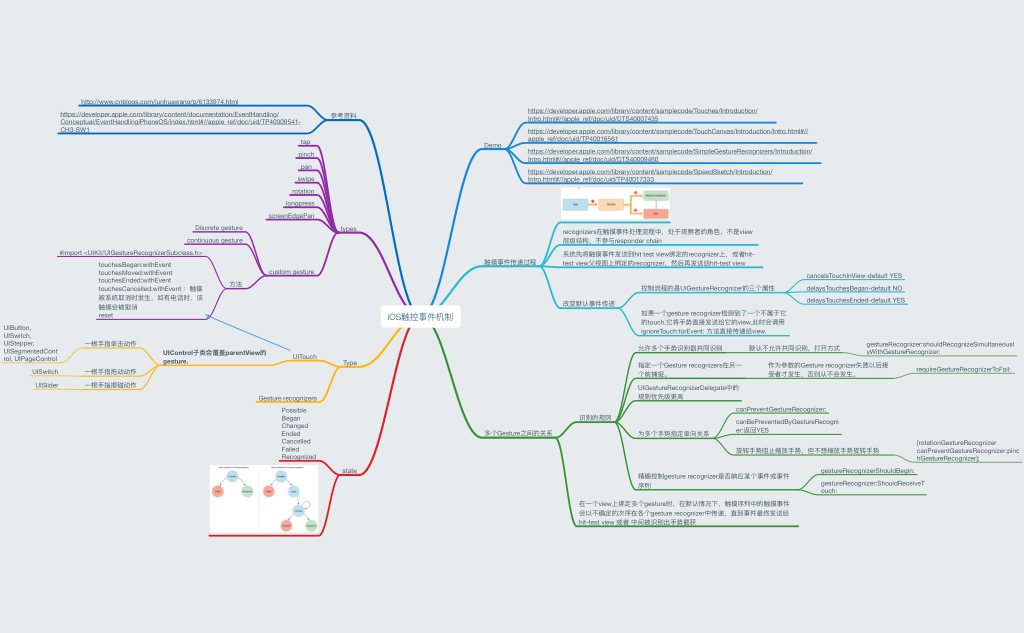 iOS触控事件机制
参考资料
http://www.cnblogs.com/junhuawang/p/6133974.html
https://developer.apple.com/library/content/documentation/EventHandling/
Conceptual/EventHandlingiPhoneOS/index.html#//apple_ref/doc/uid/TP40009541-
CH3-SW1
types
tap
pinch
pan
swipe
rotation
longpress
screenEdgePan
custom gesture
Discrete gesture
continuous gesture
方法
#import <UIKit/UIGestureRecognizerSubclass.h>
touchesBegan:withEvent
touchesMoved:withEvent
touchesEnded:withEvent
touchesCancelled:withEvent： 触摸
被系统取消时发生，如有电话时，该
触摸会被取消
reset
Type
UITouch
UIControl子类会覆盖parentView的
gesture。
一根手指单击动作
UIButton,
UISwitch,
UIStepper,
UISegmentedCont
rol, UIPageControl
一根手指拖动动作
UISwitch
一根手指挪碰动作
UISlider
Gesture recognizers
state
Possible
Began
Changed
Ended
Cancelled
Failed
Recognized
Demo
https://developer.apple.com/library/content/samplecode/Touches/Introduction/
Intro.html#//apple_ref/doc/uid/DTS40007435
https://developer.apple.com/library/content/samplecode/TouchCanvas/Introduction/Intro.html#//
apple_ref/doc/uid/TP40016561
https://developer.apple.com/library/content/samplecode/SimpleGestureRecognizers/Introduction/
Intro.html#//apple_ref/doc/uid/DTS40009460
https://developer.apple.com/library/content/samplecode/SpeedSketch/Introduction/
Intro.html#//apple_ref/doc/uid/TP40017333
触摸事件传递过程
recognizers在触摸事件处理流程中，处于观察者的角色，不是view
层级结构，不参与responder chain
系统先将触摸事件发送到hit test view绑定的recognizer上，或者hit-
test view父视图上绑定的recognizer，然后再发送给hit-test view
改变默认事件传递
控制流程的是UIGestureRecognizer的三个属性
cancelsTouchInView-default YES
delaysTouchesBegan-default NO
delaysTouchesEnded-default YES
如果一个gesture recognizer检测到了一个不属于它
的touch,它将手势直接发送给它的view,此时会调用
ignoreTouch:forEvent: 方法直接传递给view.
多个Gesture之间的关系
识别的规则
允许多个手势识别器共同识别
默认不允许共同识别，打开方式
gestureRecognizer:shouldRecognizeSimultaneousl
yWithGestureRecognizer:
指定一个Gesture recognizers在另一
个前捕捉。
作为参数的Gesture recognizer失败以后接
受者才发生，否则从不会发生。
requireGestureRecognizerToFail:
UIGestureRecognizerDelegate中的
规则优先级更高
为多个手势指定单向关系
canPreventGestureRecognizer:
canBePreventedByGestureRecogni
er:返回YES
旋转手势阻止缩放手势，但不想缩放手势旋转手势
[rotationGestureRecognizer
canPreventGestureRecognizer:pinc
hGestureRecognizer];
精确控制gesture recognizer是否响应某个事件或事件
序列
gestureRecognizerShouldBegin:
gestureRecognizer:ShouldReceiveT
ouch:
在一个view上绑定多个gesture时，在默认情况下，触摸序列中的触摸事件
会以不确定的次序在各个gesture recognizer中传递，直到事件最终发送给
hit-test view 或者 中间被识别出手势截获